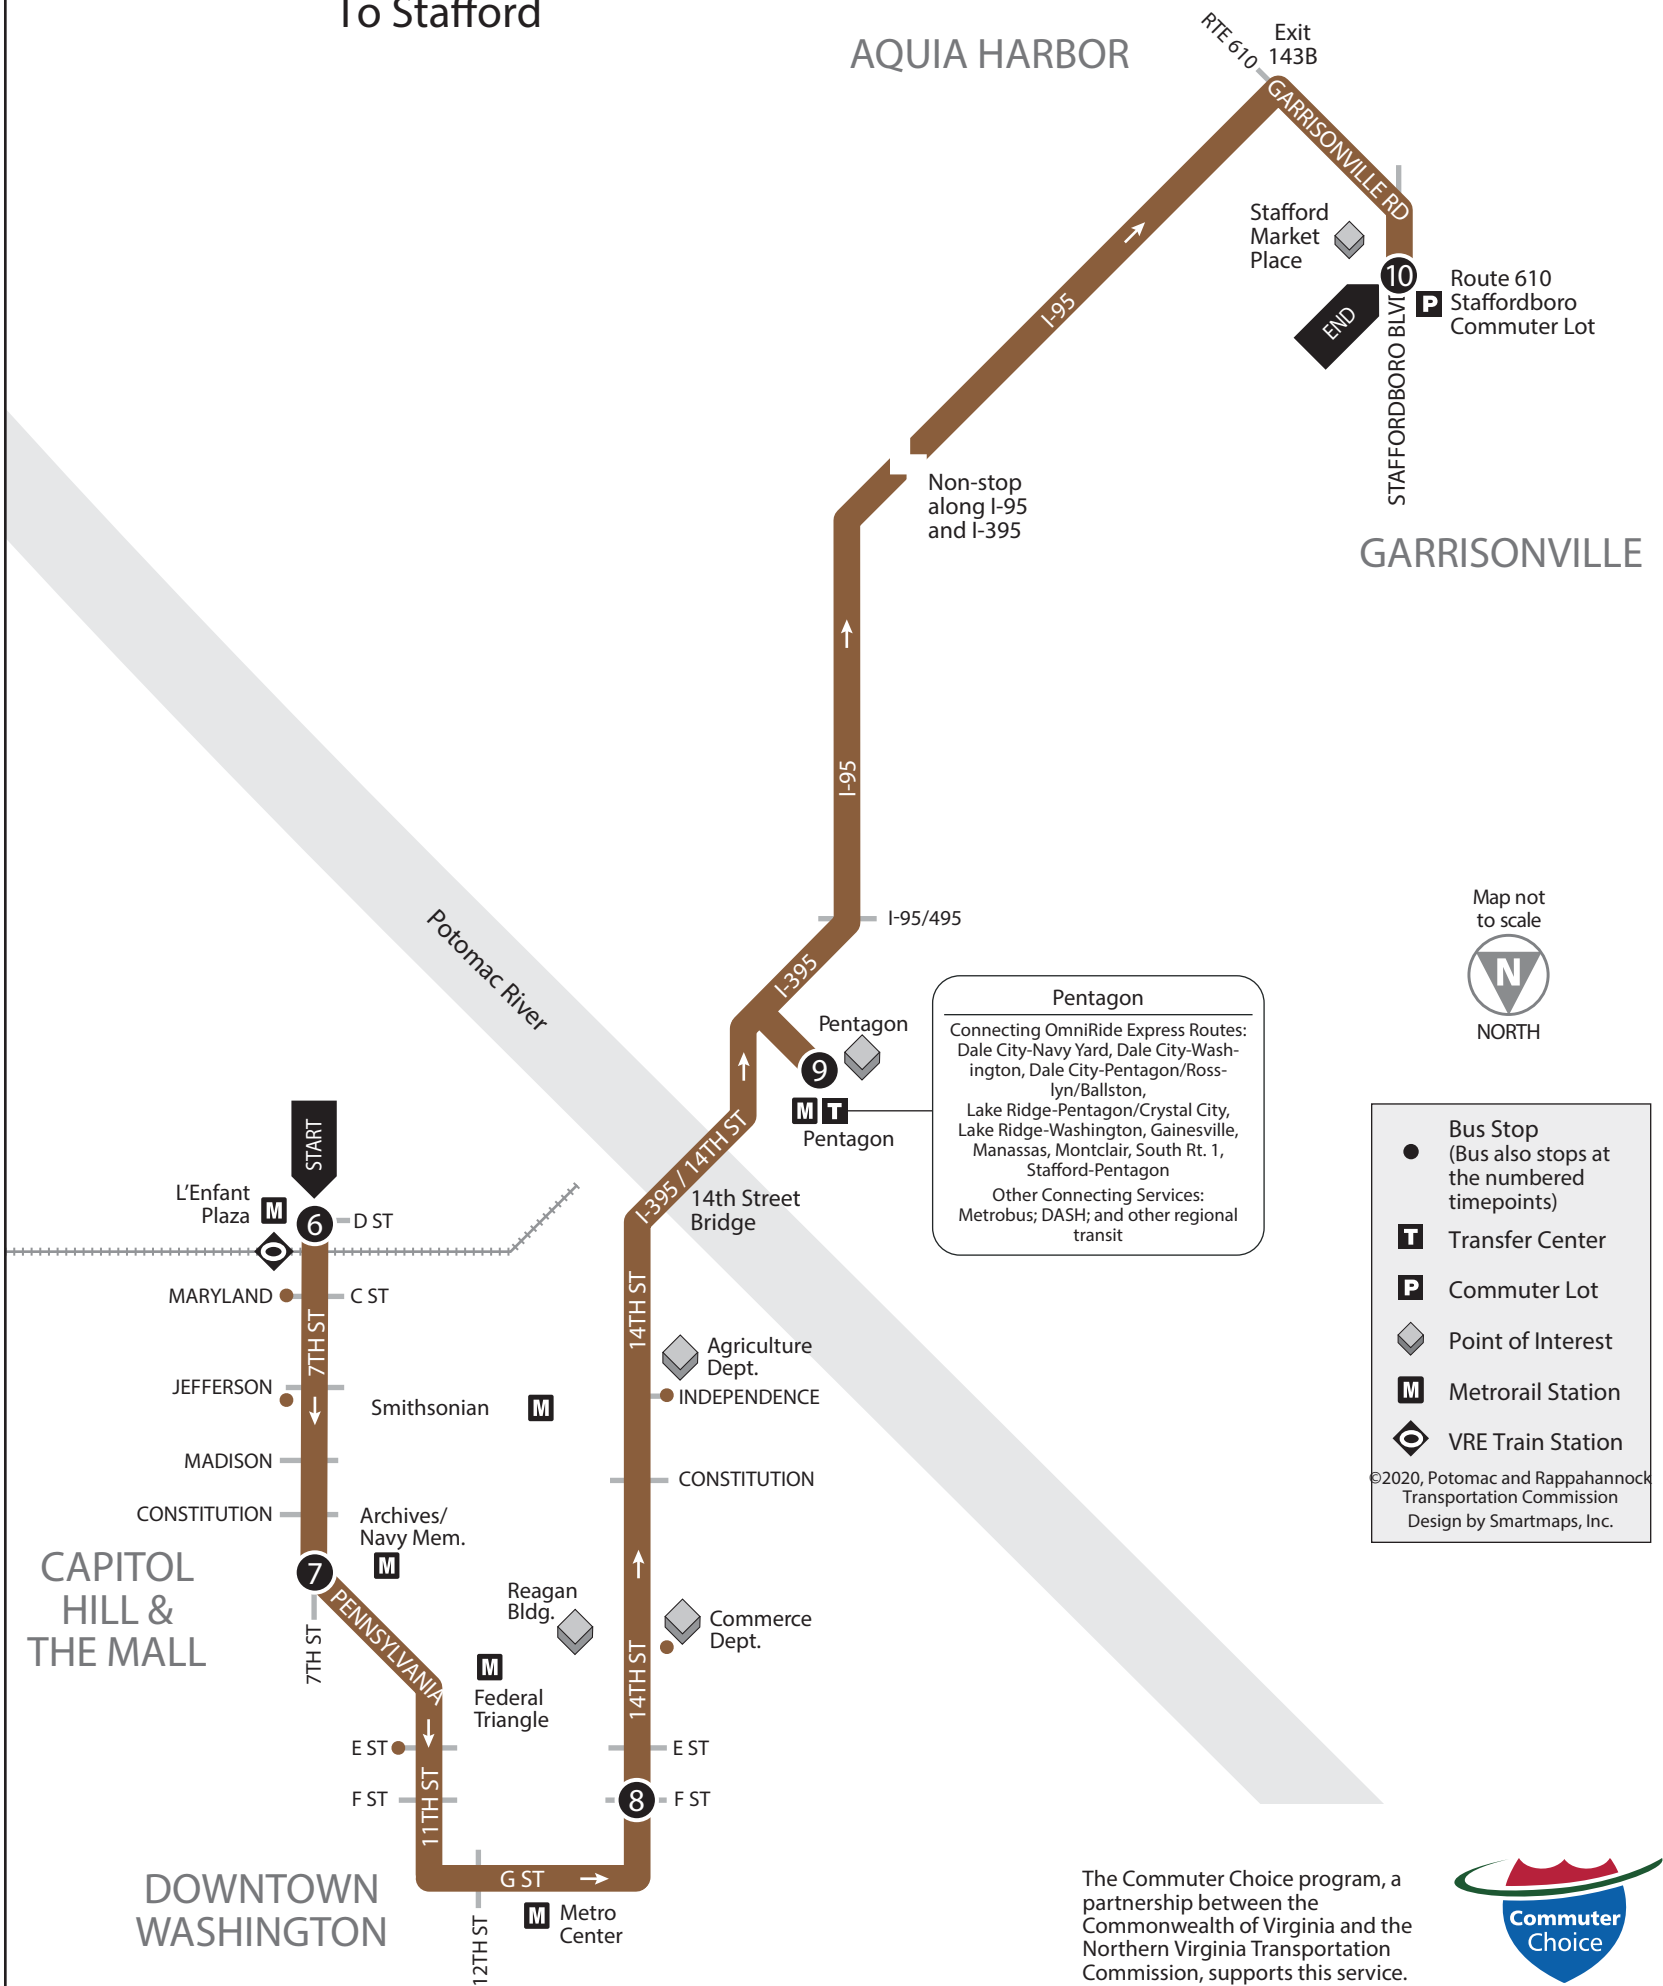 To Stafford
AQUIA HARBOR
RTE 610
Exit
143B
GARRISONVILLE RD
Stafford
Market
Place
10
Route 610
Staffordboro
Commuter Lot
P
END
STAFFORDBORO BLV
I-95
Non-stop
along I-95
and I-395
GARRISONVILLE
I-95
I-95/495
Potomac River
I-395
Map not
to scale
N
NORTH
Pentagon
9
M T
Pentagon
Pentagon
Connecting OmniRide Express Routes:
Dale City-Navy Yard, Dale City-Wash-
ington, Dale City-Pentagon/Ross-
lyn/Ballston,
Lake Ridge-Pentagon/Crystal City,
Lake Ridge-Washington, Gainesville,
Manassas, Montclair, South Rt. 1,
Stafford-Pentagon
Other Connecting Services:
Metrobus; DASH; and other regional
transit
START
L'Enfant
Plaza
M
6
D ST
I-395 / 14TH ST
14th Street
Bridge
MARYLAND
C ST
7TH ST
14TH ST
Agriculture
Dept.
JEFFERSON
Smithsonian
M
INDEPENDENCE
MADISON
CONSTITUTION
CONSTITUTION
Archives/
Navy Mem.
M
7
CAPITOL
HILL &
THE MALL
7TH ST
PENNSYLVANIA
Reagan
Bldg.
Commerce
Dept.
14TH ST
M
Federal
Triangle
E ST
E ST
F ST
8
F ST
11TH ST
G ST
DOWNTOWN
WASHINGTON
12TH ST
M
Metro
Center
Bus Stop
(Bus also stops at
the numbered
timepoints)
T
Transfer Center
P
Commuter Lot
Point of Interest
M
Metrorail Station
VRE Train Station
©2020, Potomac and Rappahannock
Transportation Commission
Design by Smartmaps, Inc.
The Commuter Choice program, a
partnership between the
Commonwealth of Virginia and the
Northern Virginia Transportation
Commission, supports this service.
Commuter
Choice